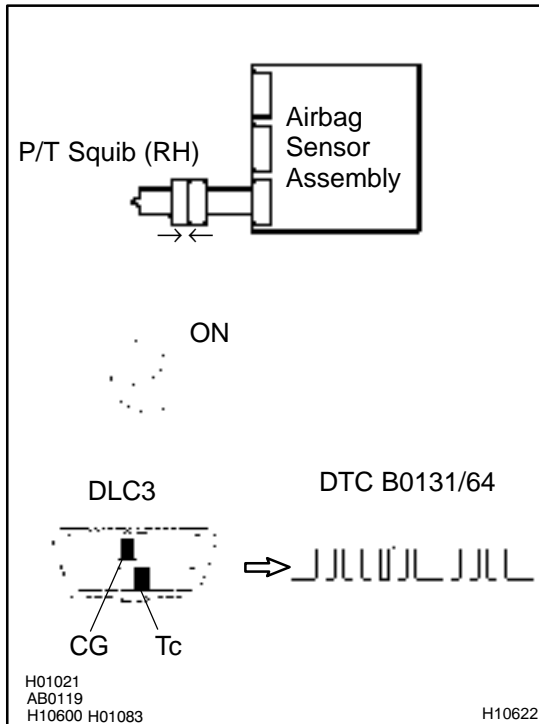 P/T Squib (RH)
Airbag
Sensor
Assembly
ON
DLC3
DTC B0131/64
CG
Tc
H01021
AB0119
H10600 H01083
H10622